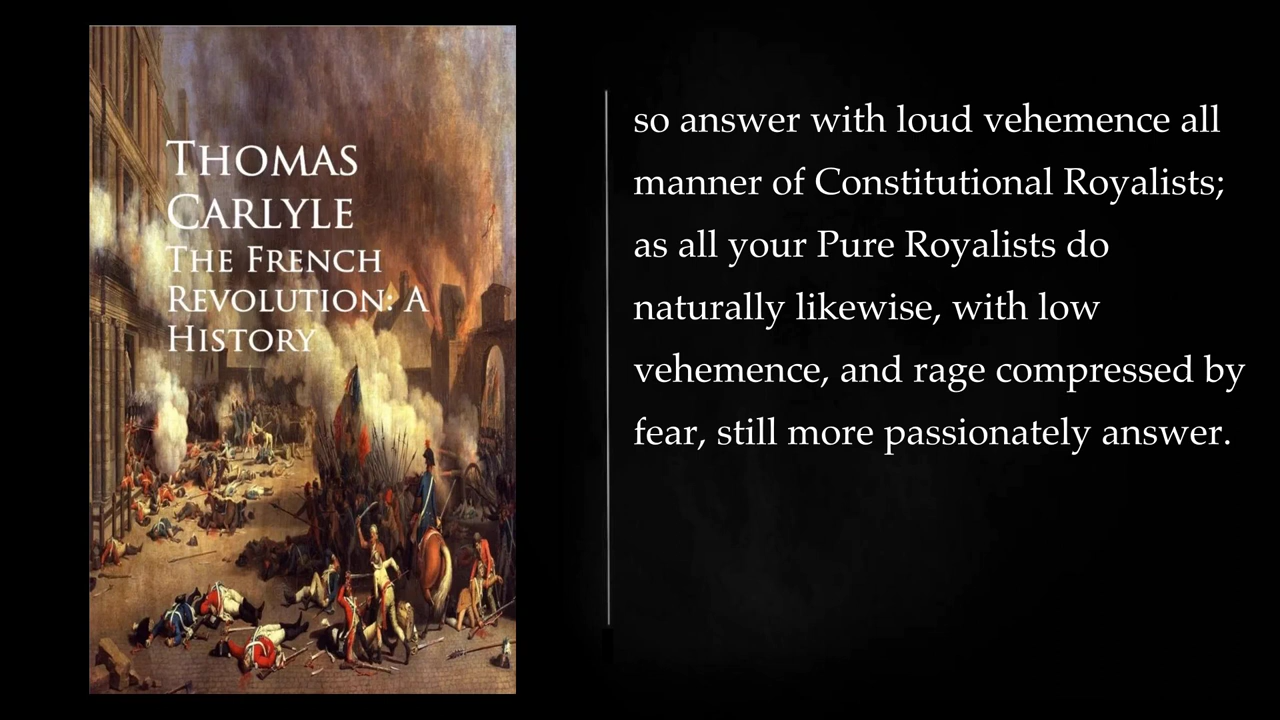 THOMAS
CARLYLE
THE FRENCH
REVOLUTION: A
HISTORY
so answer with loud vehemence all
manner of Constitutional Royalists;
as all your Pure Royalists do
naturally likewise, with low
vehemence, and rage compressed by
fear, still more passionately answer.